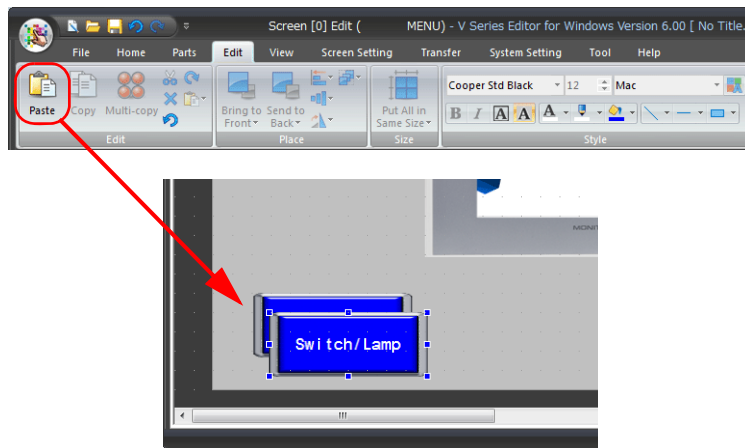 Screen [0] Edit ( MENU) - V Series Editor for Windows Version 6.00 [ No Title.
File Home Parts Edit View Screen Setting Transfer System Setting Tool Help
Paste Copy Multi-copy
Bring to Front Send to Back
Put All in Same Size
Cooper Std Black 12 Mac
B I A A A
Edit Place Size Style
MONIT
Switch/Lamp